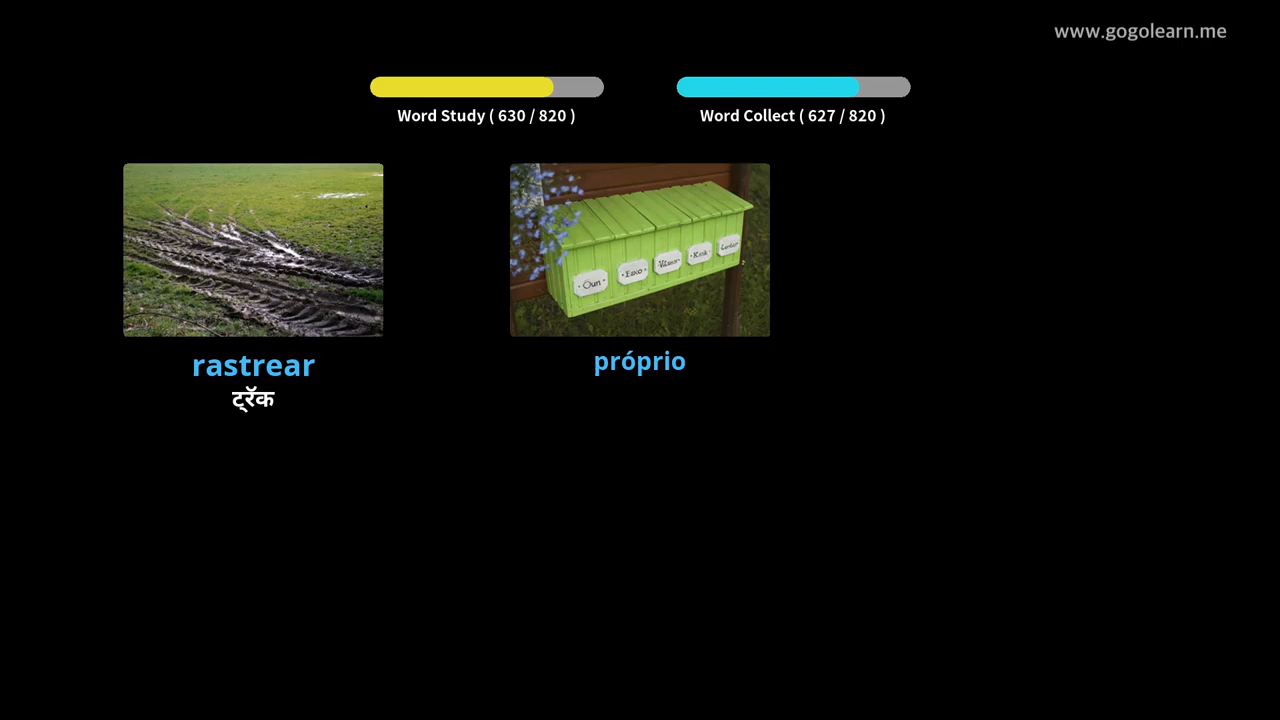 www.gogolearn.me
Word Study ( 630 / 820 )
Word Collect ( 627 / 820 )
rastrear
ट्रॅक
próprio